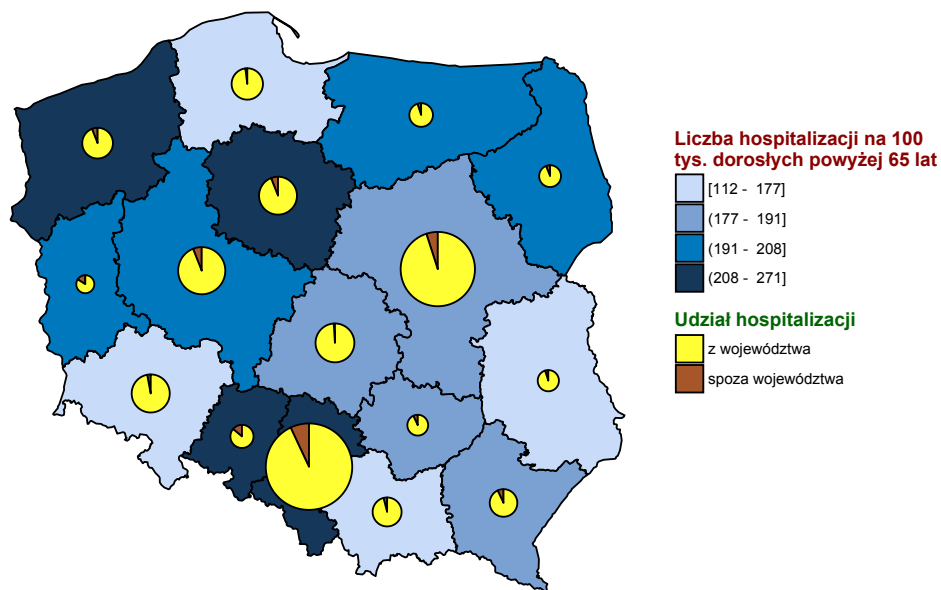 Liczba hospitalizacji na 100
tys. dorosłych powyżej 65 lat
[112 - 177]
(177 - 191]
(191 - 208]
(208 - 271]
Udział hospitalizacji
z województwa
spoza województwa